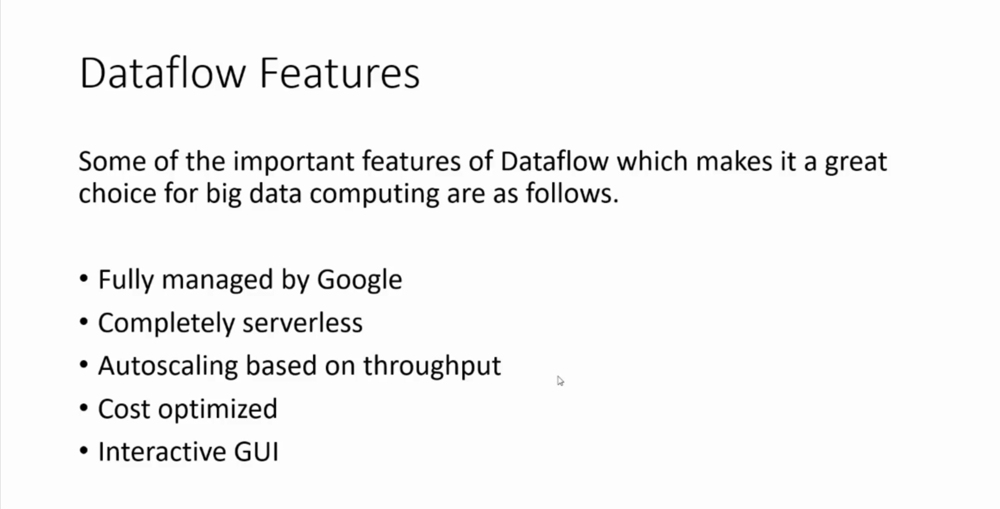 Dataflow Features
Some of the important features of Dataflow which makes it a great
choice for big data computing are as follows.
• Fully managed by Google
• Completely serverless
• Autoscaling based on throughput
• Cost optimized
• Interactive GUI